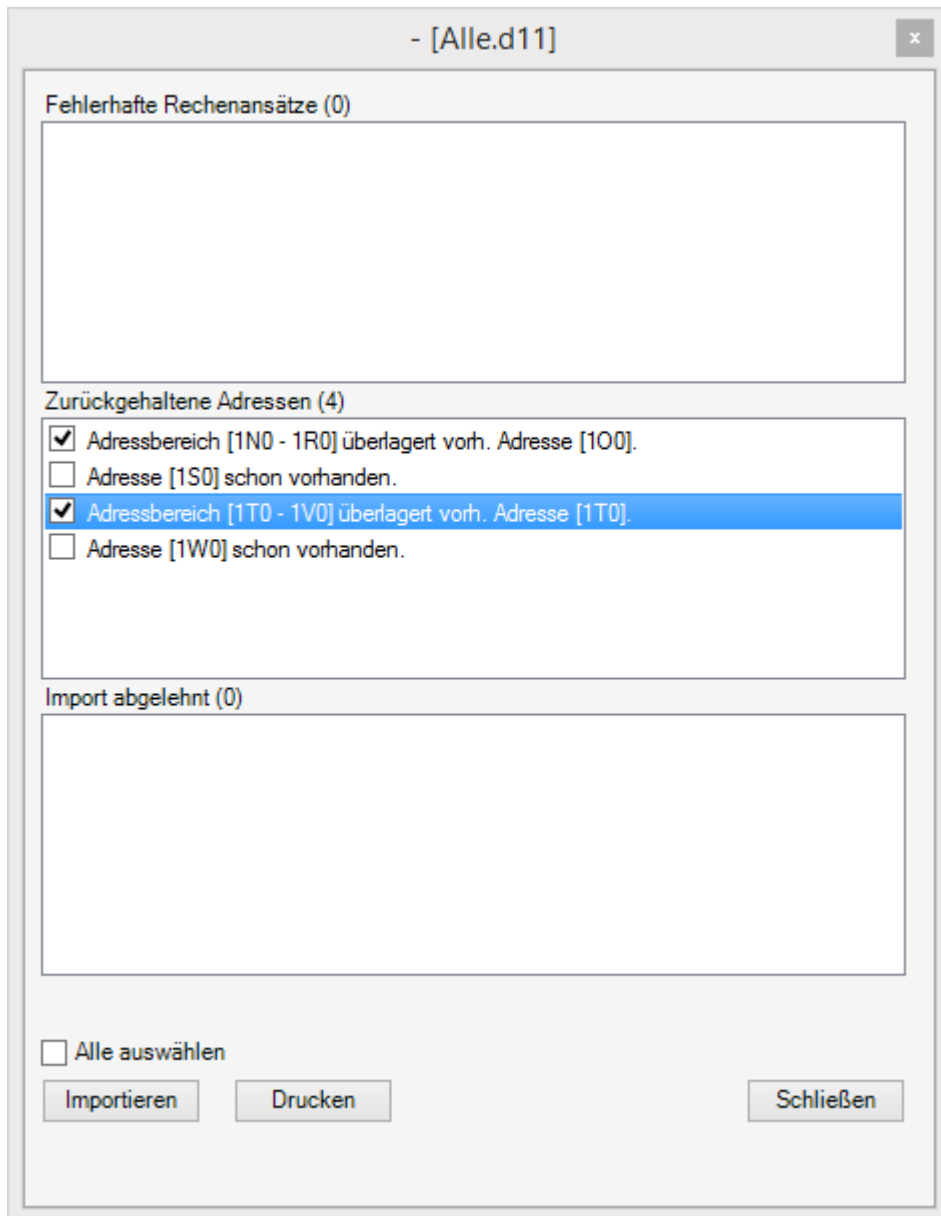 - [Alle.d11]
x
Fehlerhafte Rechenansätze (0)
Zurückgehaltene Adressen (4)
Adressbereich [1N0 - 1R0] überlagert vorh. Adresse [1O0].
Adresse [1S0] schon vorhanden.
Adressbereich [1T0 - 1V0] überlagert vorh. Adresse [1T0].
Adresse [1W0] schon vorhanden.
Import abgelehnt (0)
Alle auswählen
Importieren Drucken Schließen